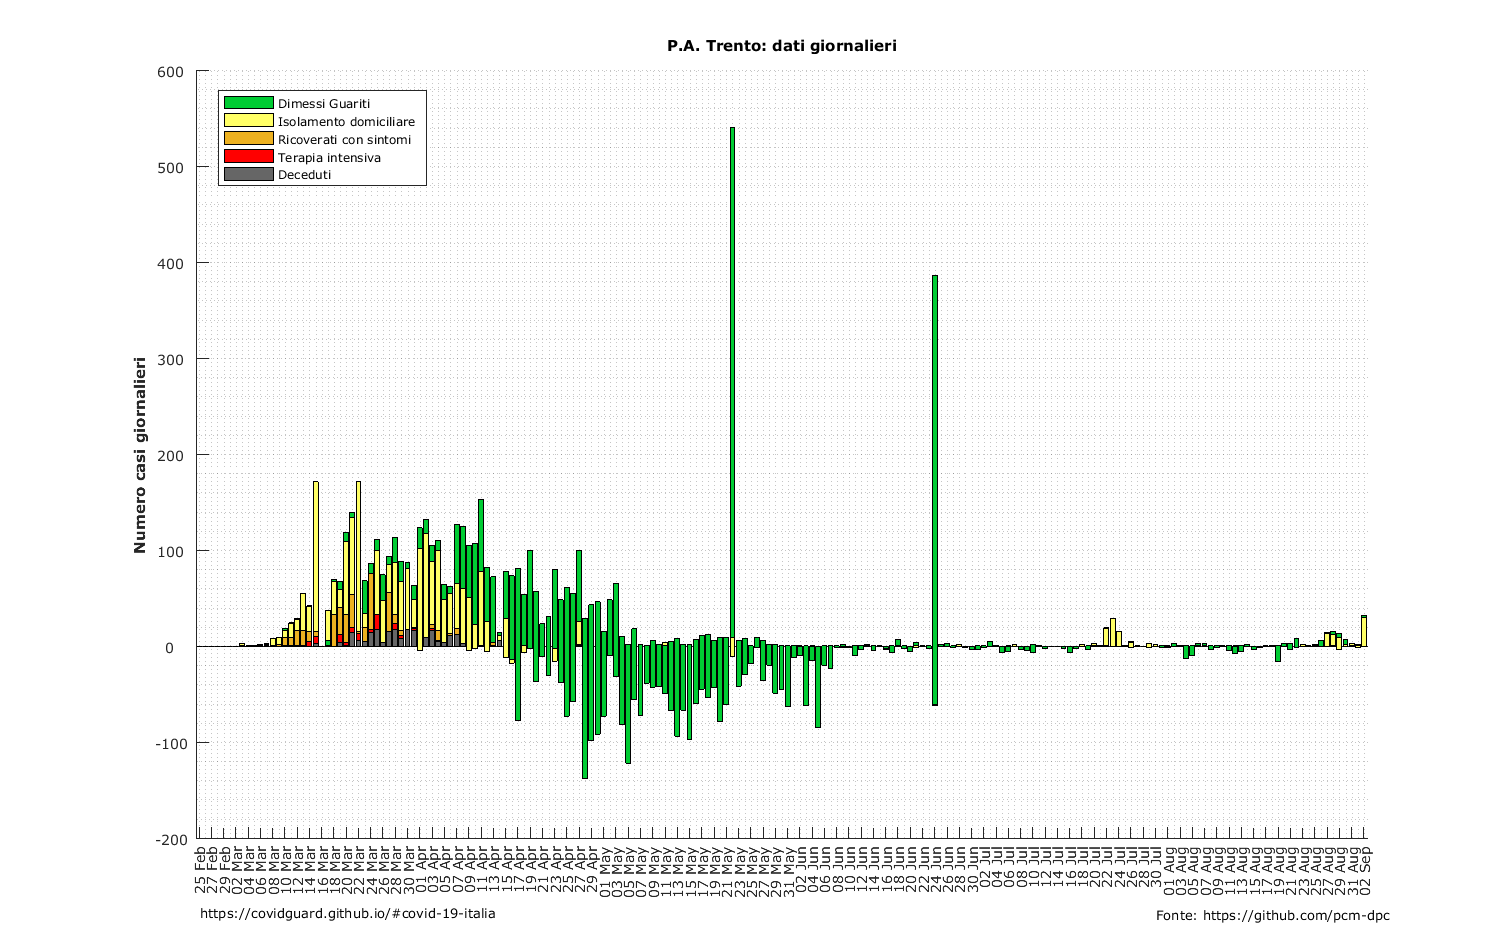 P.A. Trento: dati giornalieri
600
500
400
300
200
100
0
-100
-200
Numero casi giornalieri
Dimessi Guariti
Isolamento domiciliare
Ricoverati con sintomi
Terapia intensiva
Deceduti
25 Feb
27 Feb
29 Feb
02 Mar
04 Mar
06 Mar
08 Mar
10 Mar
12 Mar
14 Mar
16 Mar
18 Mar
20 Mar
22 Mar
24 Mar
26 Mar
28 Mar
30 Mar
01 Apr
03 Apr
05 Apr
07 Apr
09 Apr
11 Apr
13 Apr
15 Apr
17 Apr
19 Apr
21 Apr
23 Apr
25 Apr
27 Apr
29 Apr
01 May
03 May
05 May
07 May
09 May
11 May
13 May
15 May
17 May
19 May
21 May
23 May
25 May
27 May
29 May
31 May
02 Jun
04 Jun
06 Jun
08 Jun
10 Jun
12 Jun
14 Jun
16 Jun
18 Jun
20 Jun
22 Jun
24 Jun
26 Jun
28 Jun
30 Jun
02 Jul
04 Jul
06 Jul
08 Jul
10 Jul
12 Jul
14 Jul
16 Jul
18 Jul
20 Jul
22 Jul
24 Jul
26 Jul
28 Jul
30 Jul
01 Aug
03 Aug
05 Aug
07 Aug
09 Aug
11 Aug
13 Aug
15 Aug
17 Aug
19 Aug
21 Aug
23 Aug
25 Aug
27 Aug
29 Aug
31 Aug
02 Sep
https://covidguard.github.io/#covid-19-italia
Fonte: https://github.com/pcm-dpc